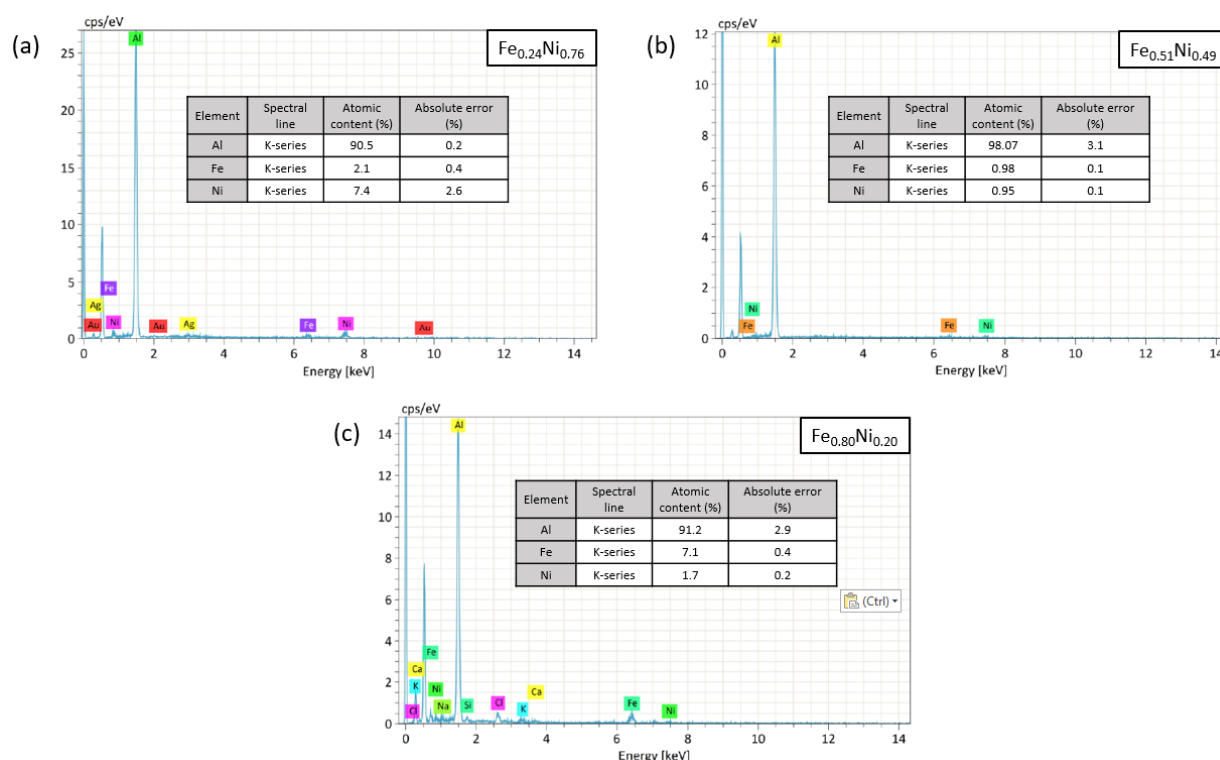 (a)
cps/eV
Fe0.24Ni0.76
Al
25
20
15
10
5
0
Element Spectral line Atomic content (%) Absolute error (%)
Al K-series 90.5 0.2
Fe K-series 2.1 0.4
Ni K-series 7.4 2.6
Fe
Ag
Au Ni Au Ag Fe Ni Au
0 2 4 6 8 10 12 14
Energy [keV]
(b)
cps/eV
Fe0.51Ni0.49
Al
12
10
8
6
4
2
0
Element Spectral line Atomic content (%) Absolute error (%)
Al K-series 98.07 3.1
Fe K-series 0.98 0.1
Ni K-series 0.95 0.1
Ni
Fe Fe Ni
0 2 4 6 8 10 12 14
Energy [keV]
(c)
cps/eV
Fe0.80Ni0.20
Al
14
12
10
8
6
4
2
0
Element Spectral line Atomic content (%) Absolute error (%)
Al K-series 91.2 2.9
Fe K-series 7.1 0.4
Ni K-series 1.7 0.2
(Ctrl)
Fe
Ca
K Ni Ca
Cl Na Si Cl K Fe Ni
0 2 4 6 8 10 12 14
Energy [keV]